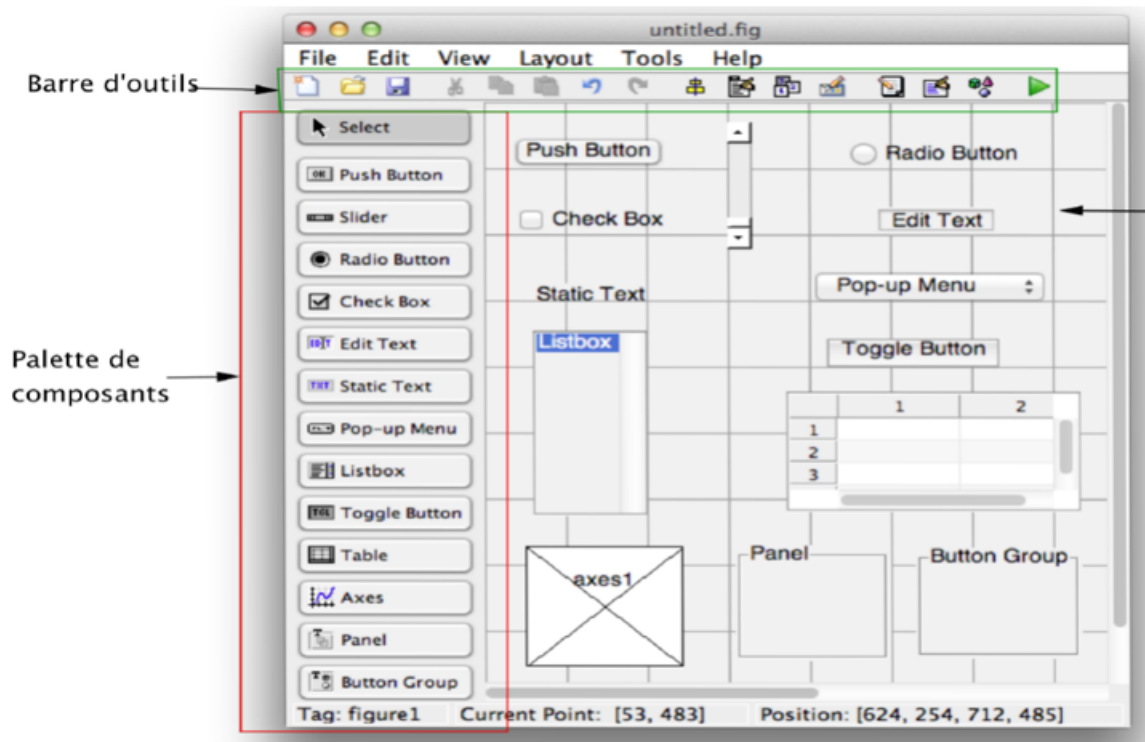 untitled.fig
File Edit View Layout Tools Help
Barre d'outils
Select
Push Button
Slider
Radio Button
Check Box
Edit Text
Static Text
Pop-up Menu
Listbox
Toggle Button
Table
Axes
Panel
Button Group
Palette de
composants
Push Button
Radio Button
Check Box
Edit Text
Static Text
Pop-up Menu
Listbox
Toggle Button
1 2
1
2
3
axes1
Panel
Button Group
Tag: figure1 Current Point: [53, 483] Position: [624, 254, 712, 485]